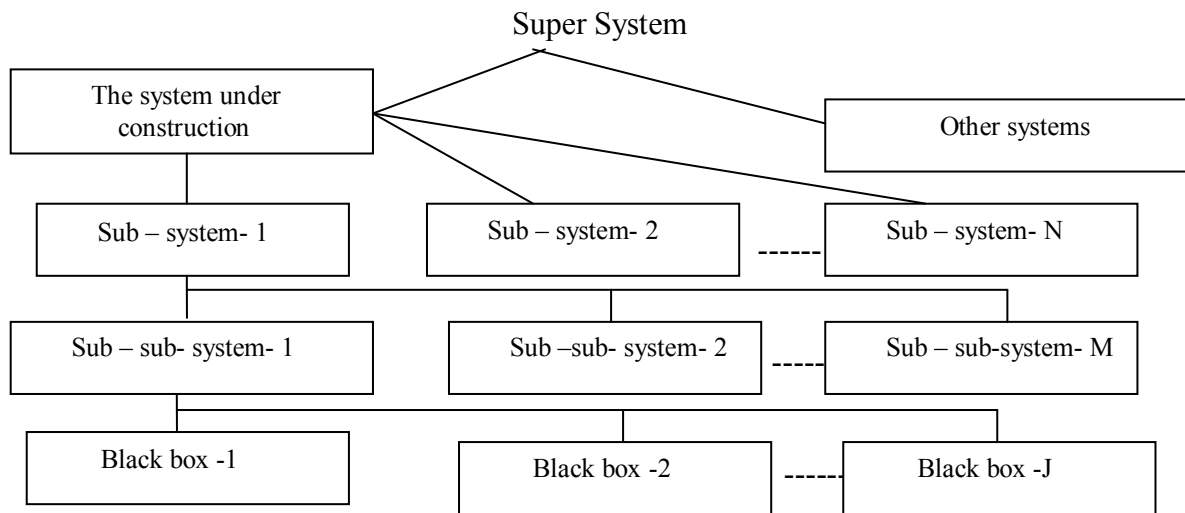 Super System
The system under
construction
Other systems
Sub – system- 1
Sub – system- 2
Sub – system- N
Sub – sub- system- 1
Sub –sub- system- 2
Sub – sub-system- M
Black box -1
Black box -2
Black box -J